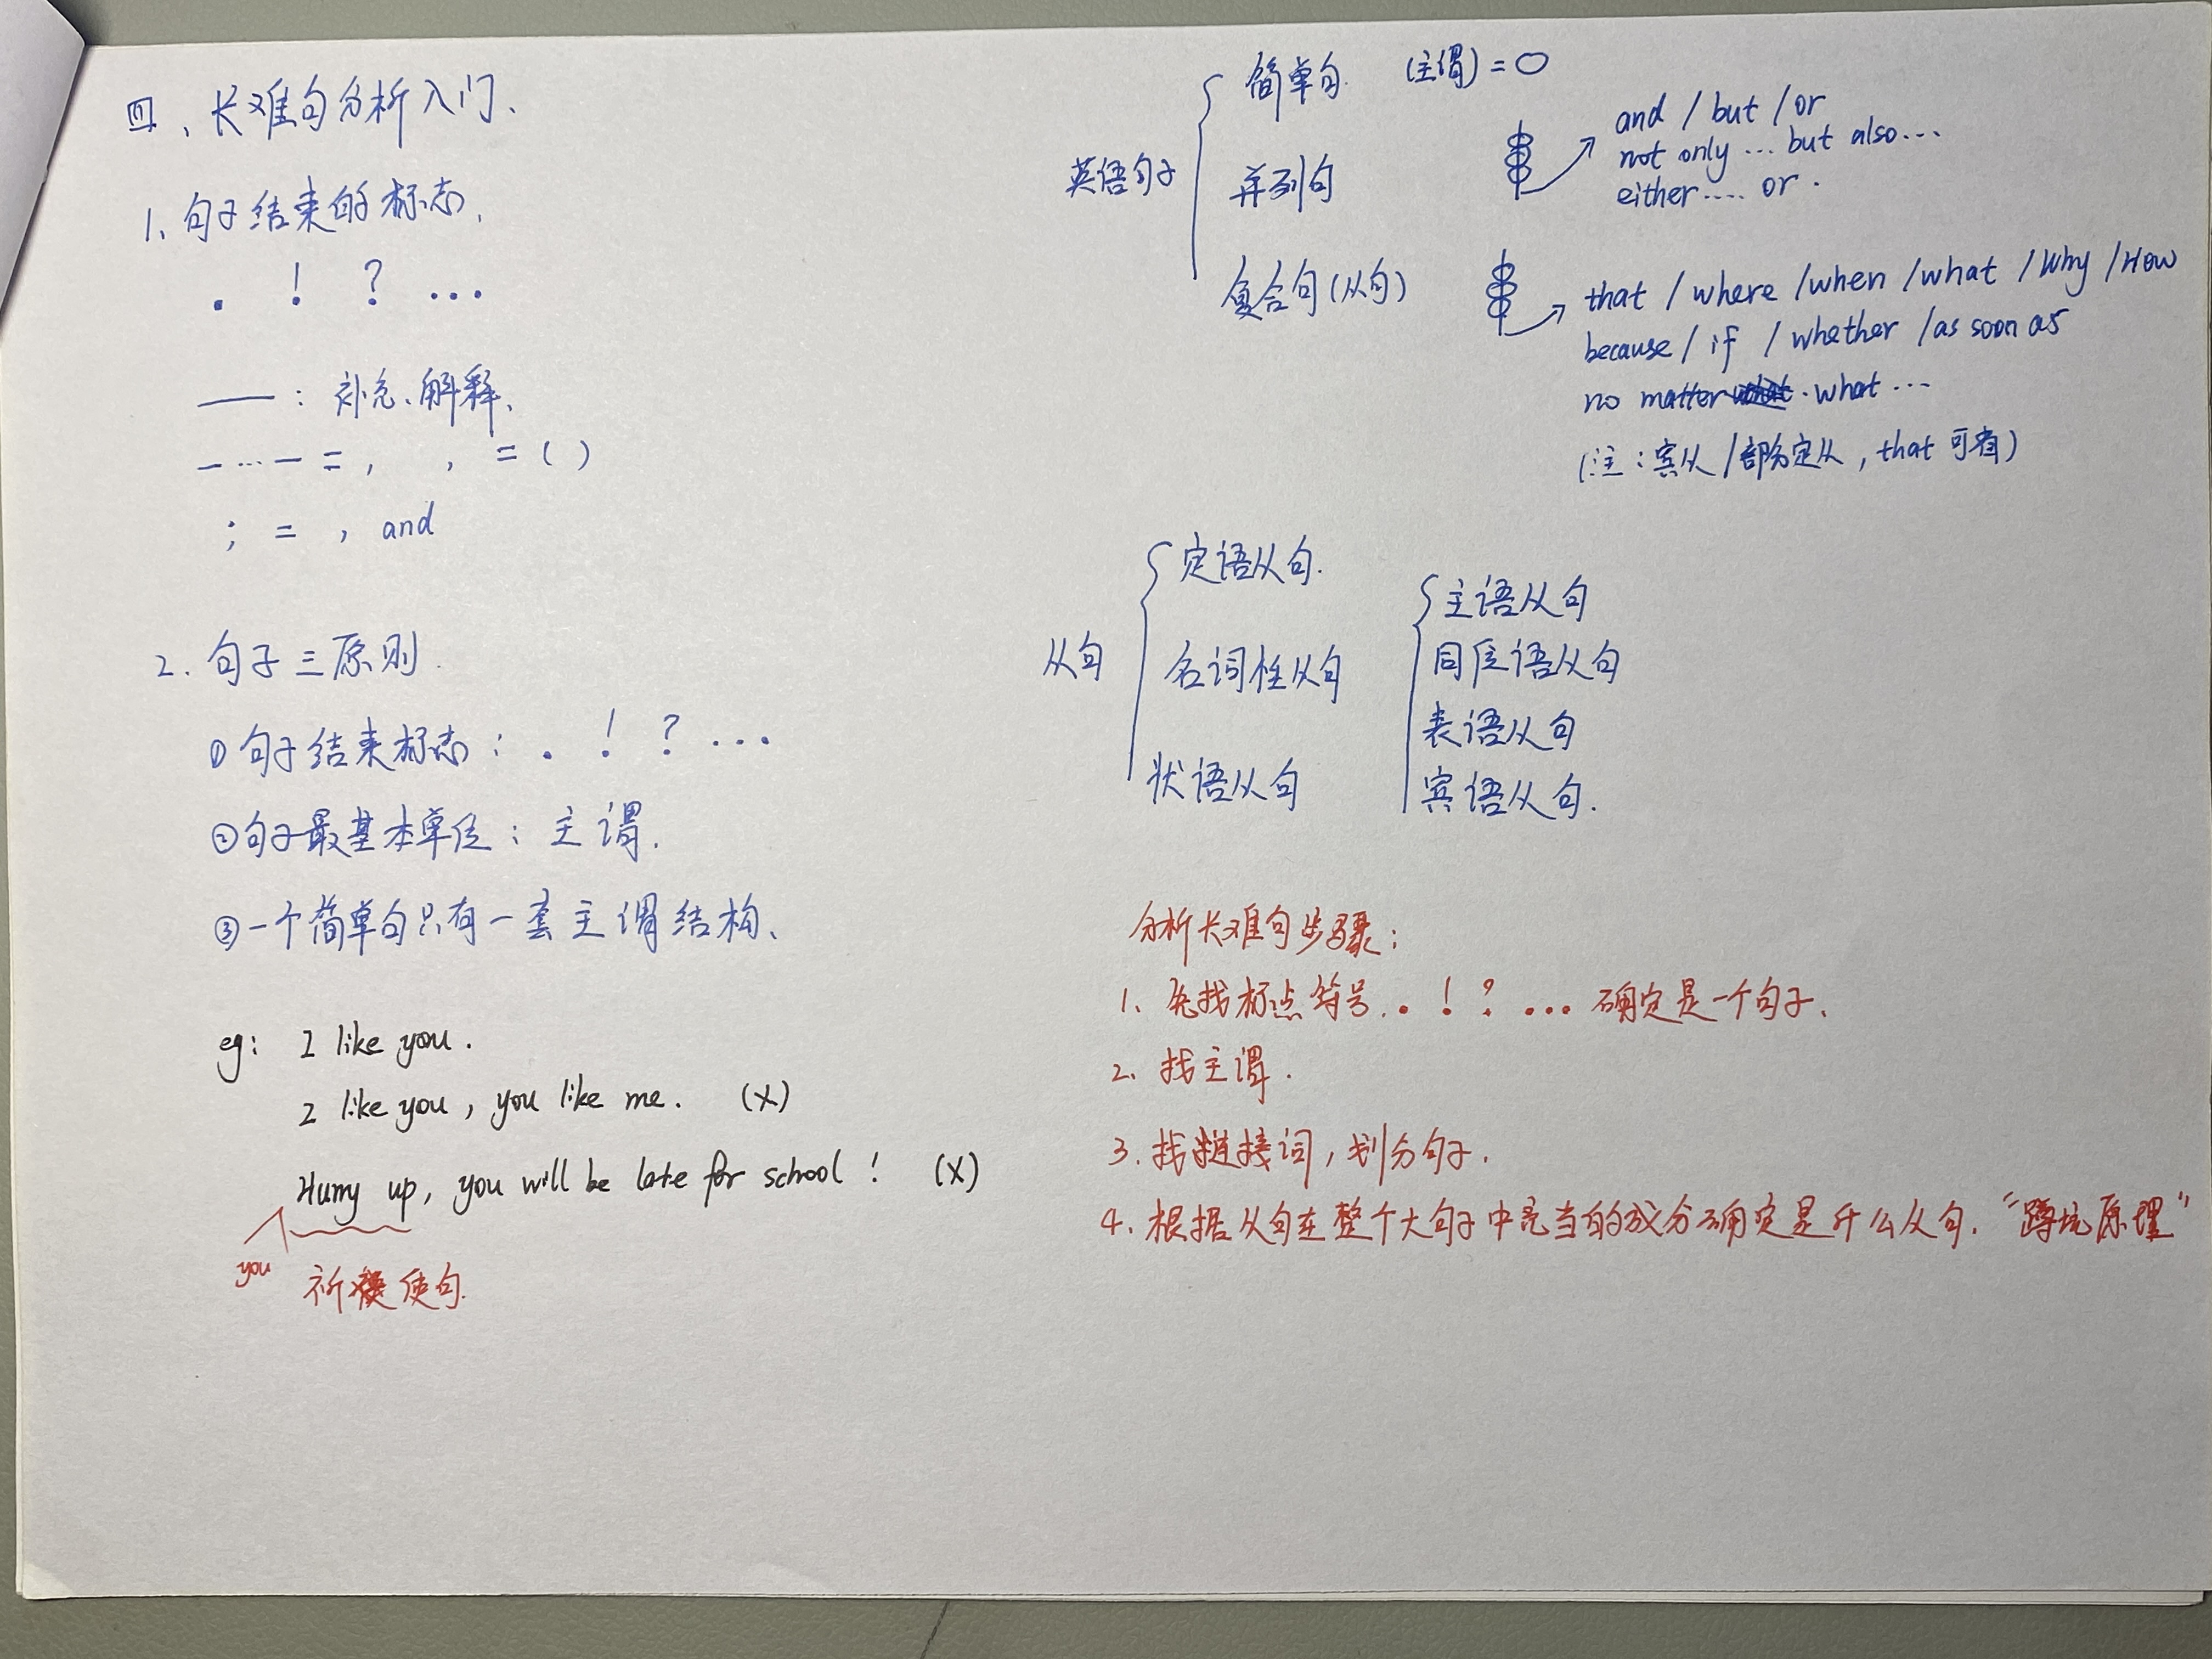 四、长难句分析入门、
1、句子结束的标志、
. ! ? ...
—— : 补充、解释、
— ... — = , , = ( )
; = , and
2. 句子三原则.
①句子结束标志: . ! ? ...
②句子最基本单位: 主谓.
③一个简单句只有一套主谓结构、
eg: I like you.
I like you, you like me. (X)
Hurry up, you will be late for school! (X)
you 祈使句.
英语句子
简单句. (主谓) = O
并列句
and / but / or
not only ... but also ...
either .... or .
复合句(从句)
that / where / when / what / Why / How
because / if / whether / as soon as
no matter . what ...
(注: 宾从/部分定从, that 可省)
从句
定语从句.
名词性从句
状语从句
主语从句
同位语从句
表语从句
宾语从句.
分析长难句步骤:
1. 先找标点符号. . ! ? ... 确定是一个句子.
2. 找主谓.
3. 找链接词, 划分句子.
4. 根据从句在整个大句子中充当的成分确定是什么从句. "蹲坑原理"